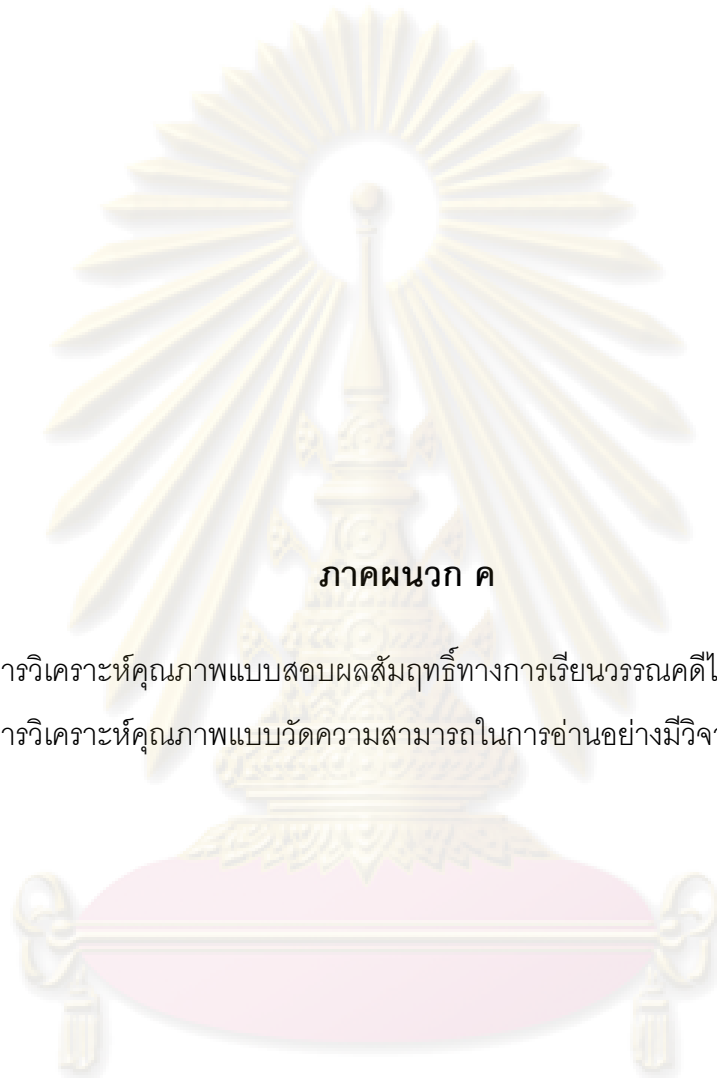 ภาคผนวก ค
ารวิเคราะห์คุณภาพแบบสอบผลสัมฤทธิ์ทางการเรียนวรรณคดีไ
ารวิเคราะห์คุณภาพแบบวัดความสามารถในการอ่านอย่างมีวิจา